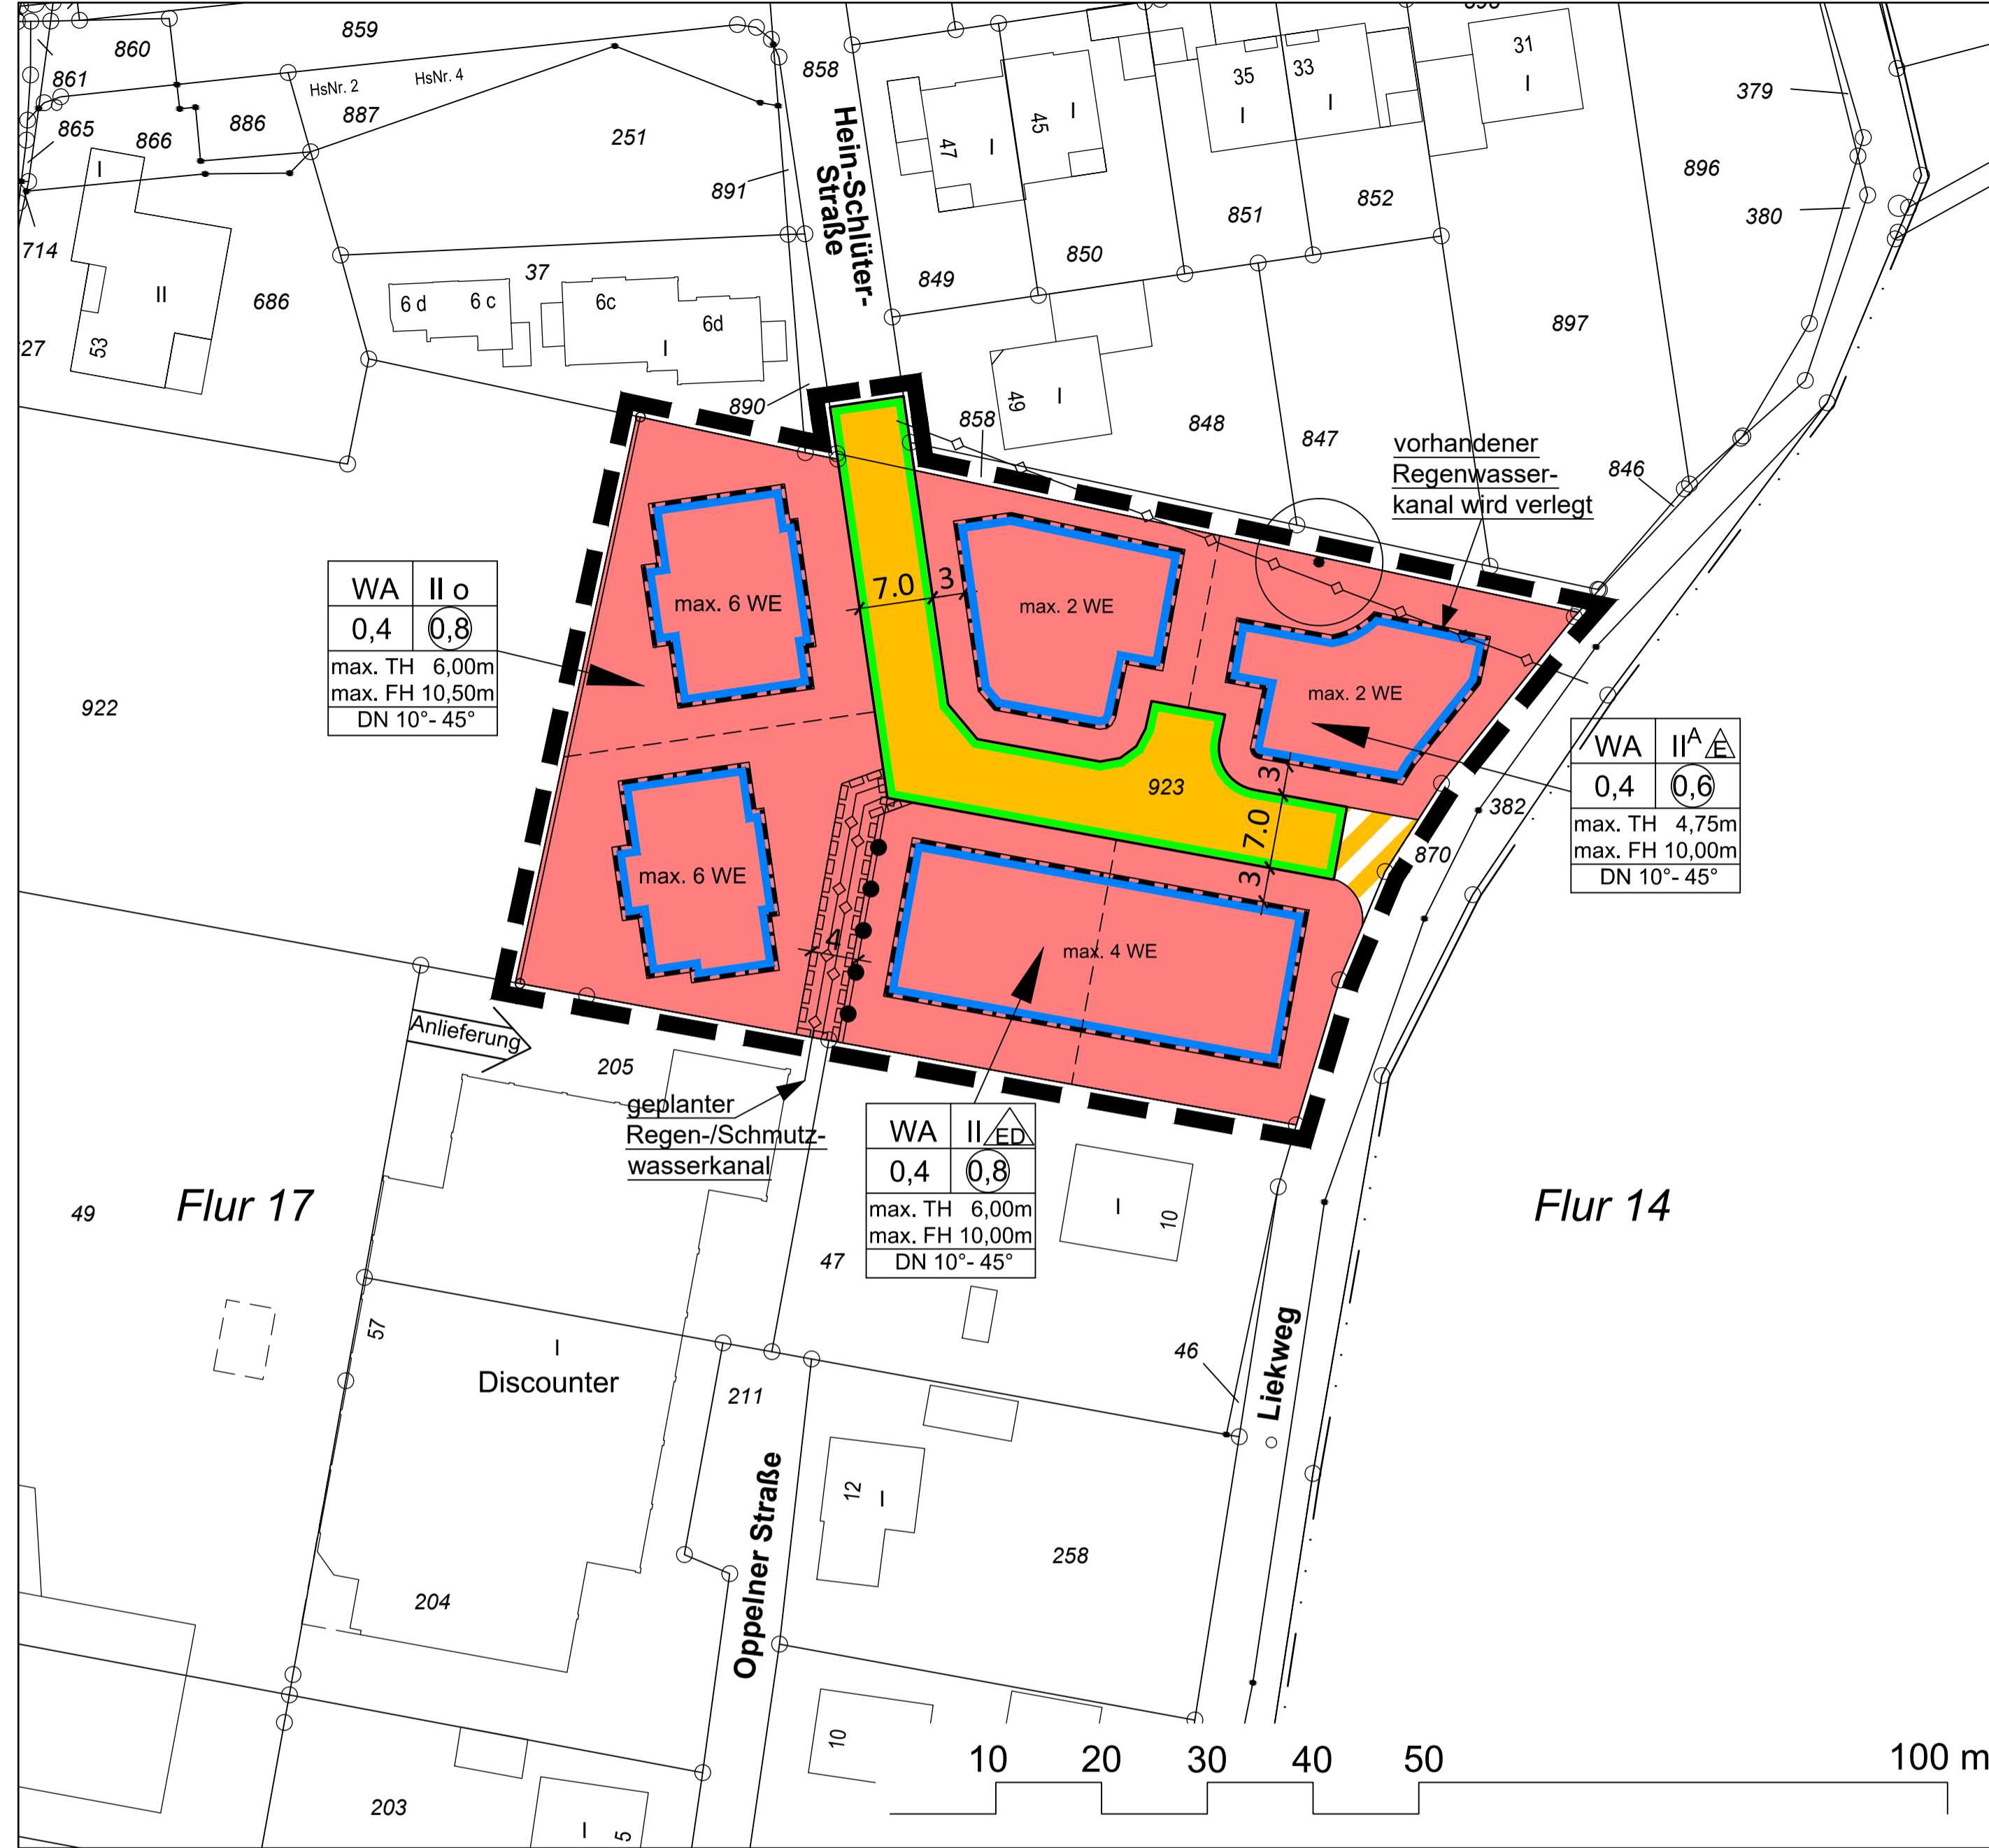 860
859
861
HsNr. 2
HsNr. 4
858
865
866
886
887
251
891
Hein-Schlüter-
Straße
47
I
45
I
35
I
33
I
31
I
379
896
380
851
852
850
849
I
714
II
53
27
686
37
6 d
6 c
6c
6d
I
890
858
49
I
848
847
897
846
vorhandener
Regenwasser-
kanal wird verlegt
WA
II o
0,4
0,8
max. TH 6,00m
max. FH 10,50m
DN 10°- 45°
max. 6 WE
7.0
3
max. 2 WE
max. 2 WE
922
WA
II A E
0,4
0,6
max. TH 4,75m
max. FH 10,00m
DN 10°- 45°
923
3
7.0
3
382
870
max. 6 WE
4
max. 4 WE
Anlieferung
205
geplanter
Regen-/Schmutz-
wasserkanal
WA
II ED
0,4
0,8
max. TH 6,00m
max. FH 10,00m
DN 10°- 45°
49
Flur 17
Flur 14
I
10
47
57
I
Discounter
46
Liekweg
211
12
I
Oppelner Straße
258
204
10
203
I
5
10
20
30
40
50
100 m